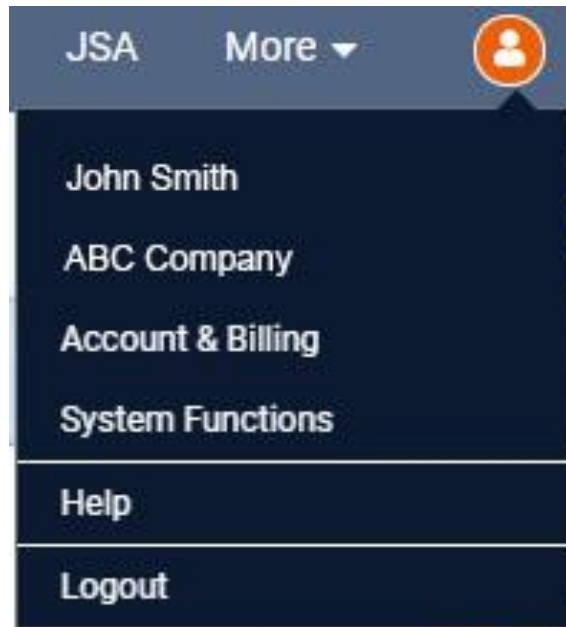 JSA More
John Smith
ABC Company
Account & Billing
System Functions
Help
Logout